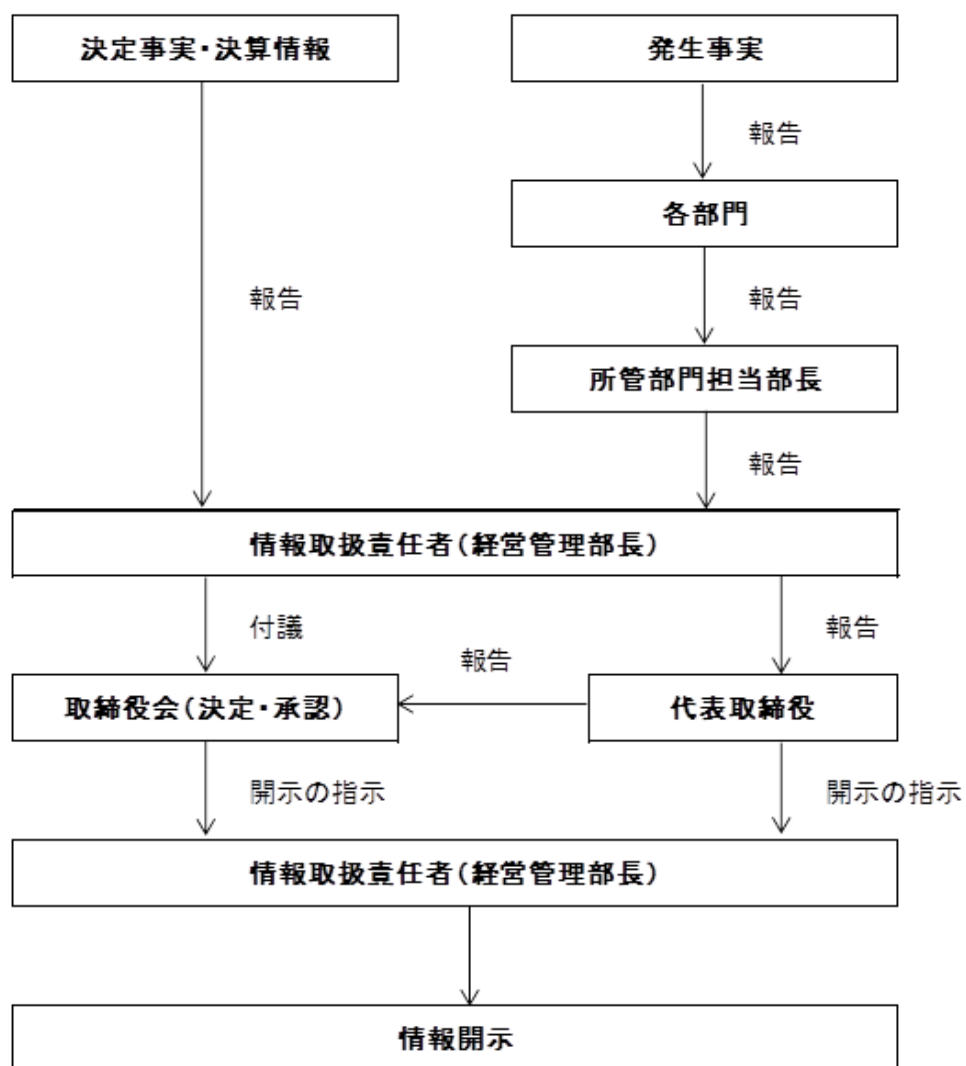 決定事実・決算情報
発生事実
報告
各部門
報告
報告
所管部門担当部長
報告
情報取扱責任者(経営管理部長)
付議
報告
報告
取締役会(決定・承認)
代表取締役
開示の指示
開示の指示
情報取扱責任者(経営管理部長)
情報開示